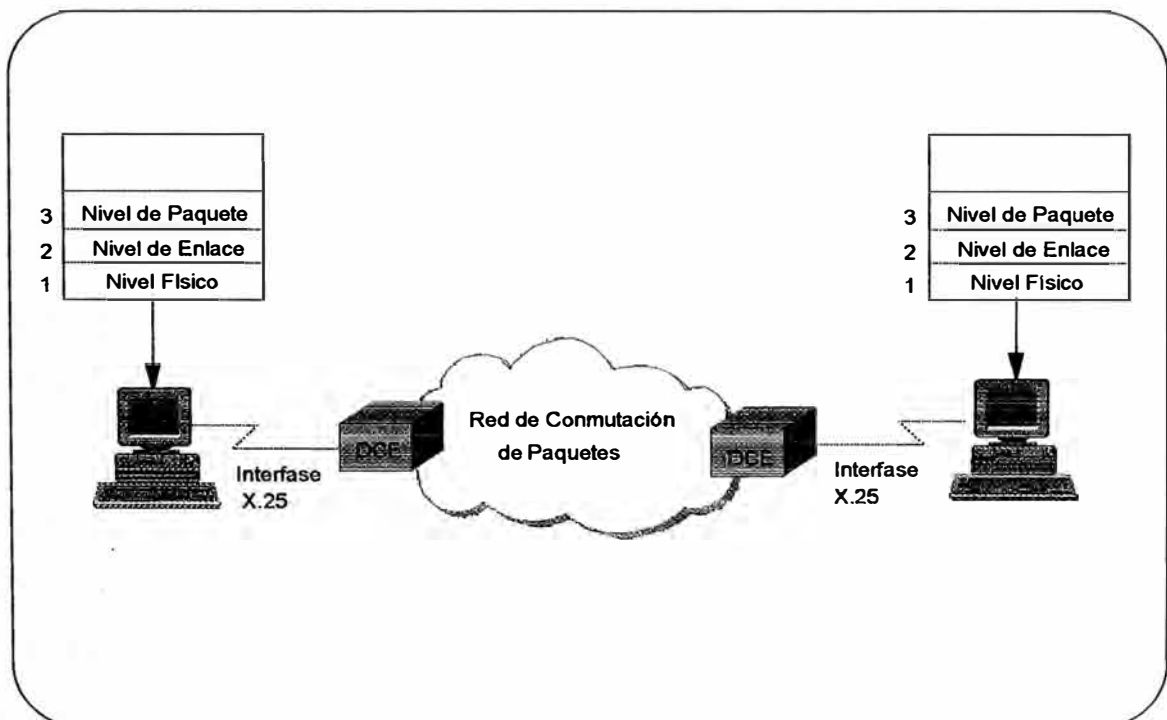 3 Nivel de Paquete
2 Nivel de Enlace
1 Nivel Físico
3 Nivel de Paquete
2 Nivel de Enlace
1 Nivel Físico
DCE
Red de Conmutación
de Paquetes
DCE
Interfase
X.25
Interfase
X.25